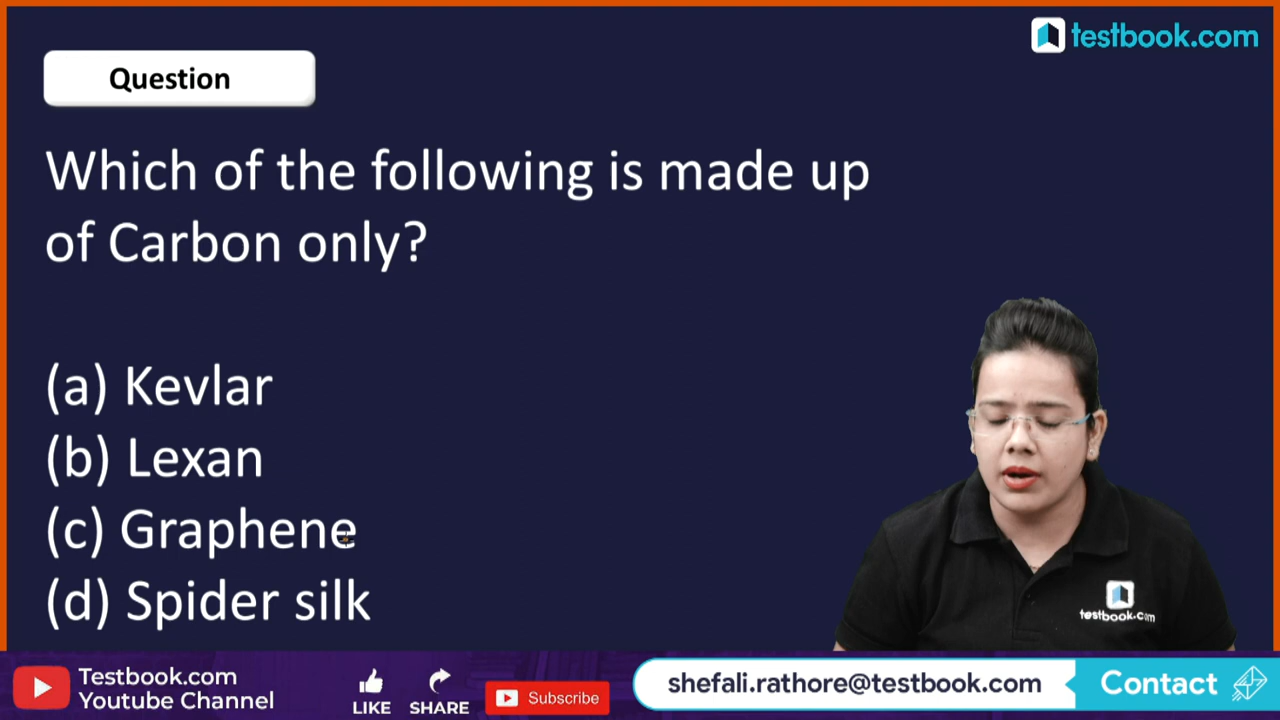 testbook.com
Question
Which of the following is made up
of Carbon only?
(a) Kevlar
(b) Lexan
(c) Graphene
(d) Spider silk
testbook.com
Testbook.com
Youtube Channel
LIKE
SHARE
Subscribe
shefali.rathore@testbook.com
Contact